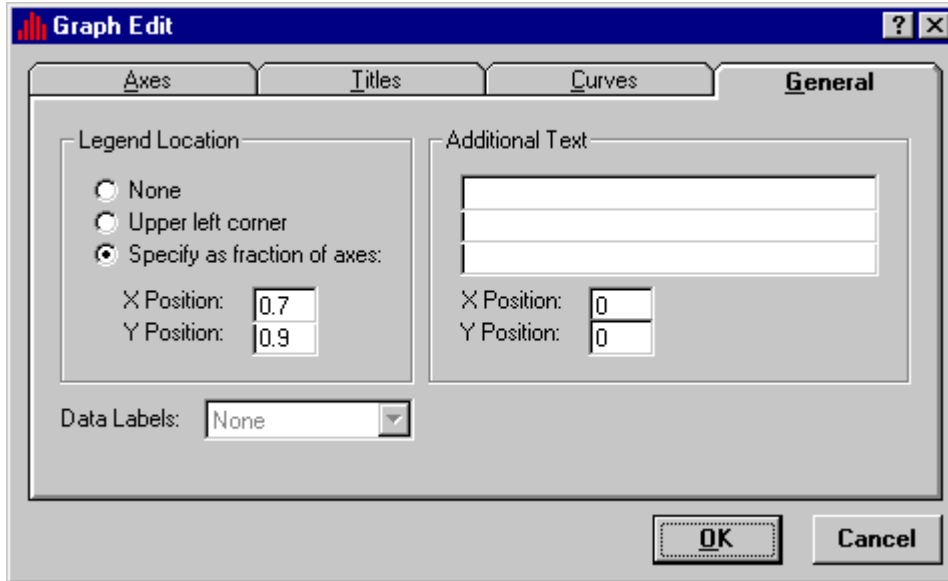 Graph Edit
Axes Titles Curves General
Legend Location
None
Upper left corner
Specify as fraction of axes:
X Position: 0.7
Y Position: 0.9
Additional Text
X Position: 0
Y Position: 0
Data Labels: None
OK Cancel